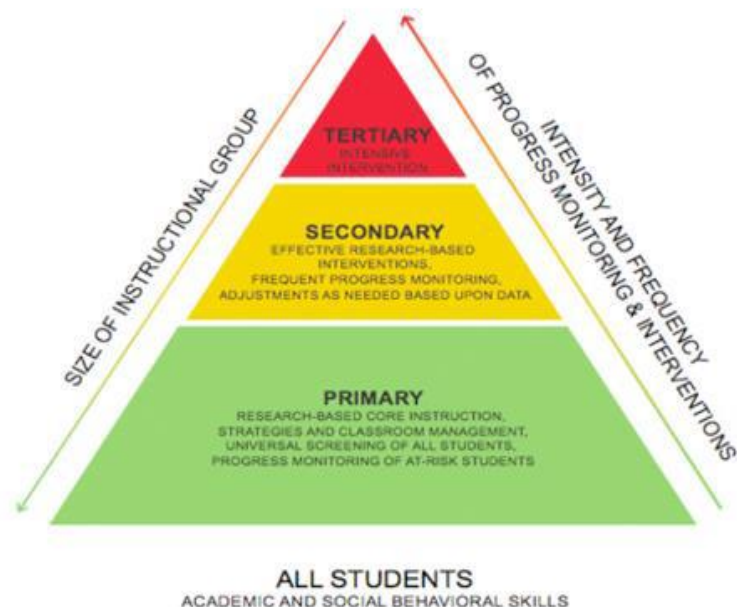 TERTIARY
INTENSIVE
INTERVENTION
SECONDARY
EFFECTIVE RESEARCH-BASED
INTERVENTIONS,
FREQUENT PROGRESS MONITORING,
ADJUSTMENTS AS NEEDED BASED UPON DATA
PRIMARY
RESEARCH-BASED CORE INSTRUCTION,
STRATEGIES AND CLASSROOM MANAGEMENT,
UNIVERSAL SCREENING OF ALL STUDENTS,
PROGRESS MONITORING OF AT-RISK STUDENTS
SIZE OF INSTRUCTIONAL GROUP
INTENSITY AND FREQUENCY
OF PROGRESS MONITORING & INTERVENTIONS
ALL STUDENTS
ACADEMIC AND SOCIAL BEHAVIORAL SKILLS